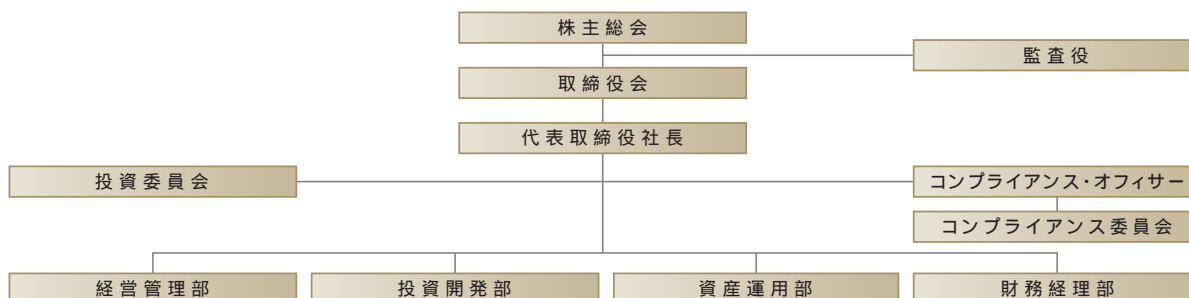 株主総会
監査役
取締役会
代表取締役社長
投資委員会
コンプライアンス・オフィサー
コンプライアンス委員会
経営管理部
投資開発部
資産運用部
財務経理部